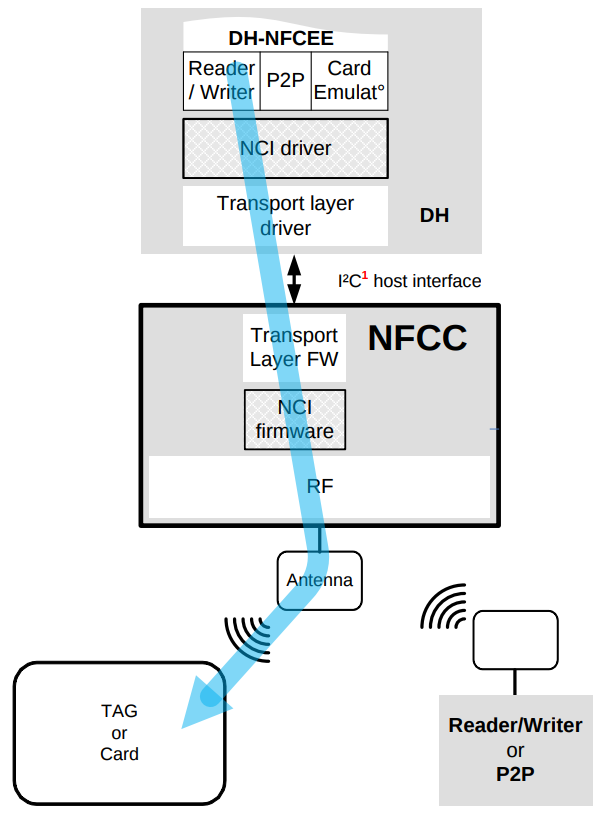 DH-NFCEE
Reader
/ Writer
P2P
Card
Emulat°
NCI driver
Transport layer
driver
DH
I²C¹ host interface
NFCC
Transport
Layer FW
NCI
firmware
RF
Antenna
TAG
or
Card
Reader/Writer
or
P2P